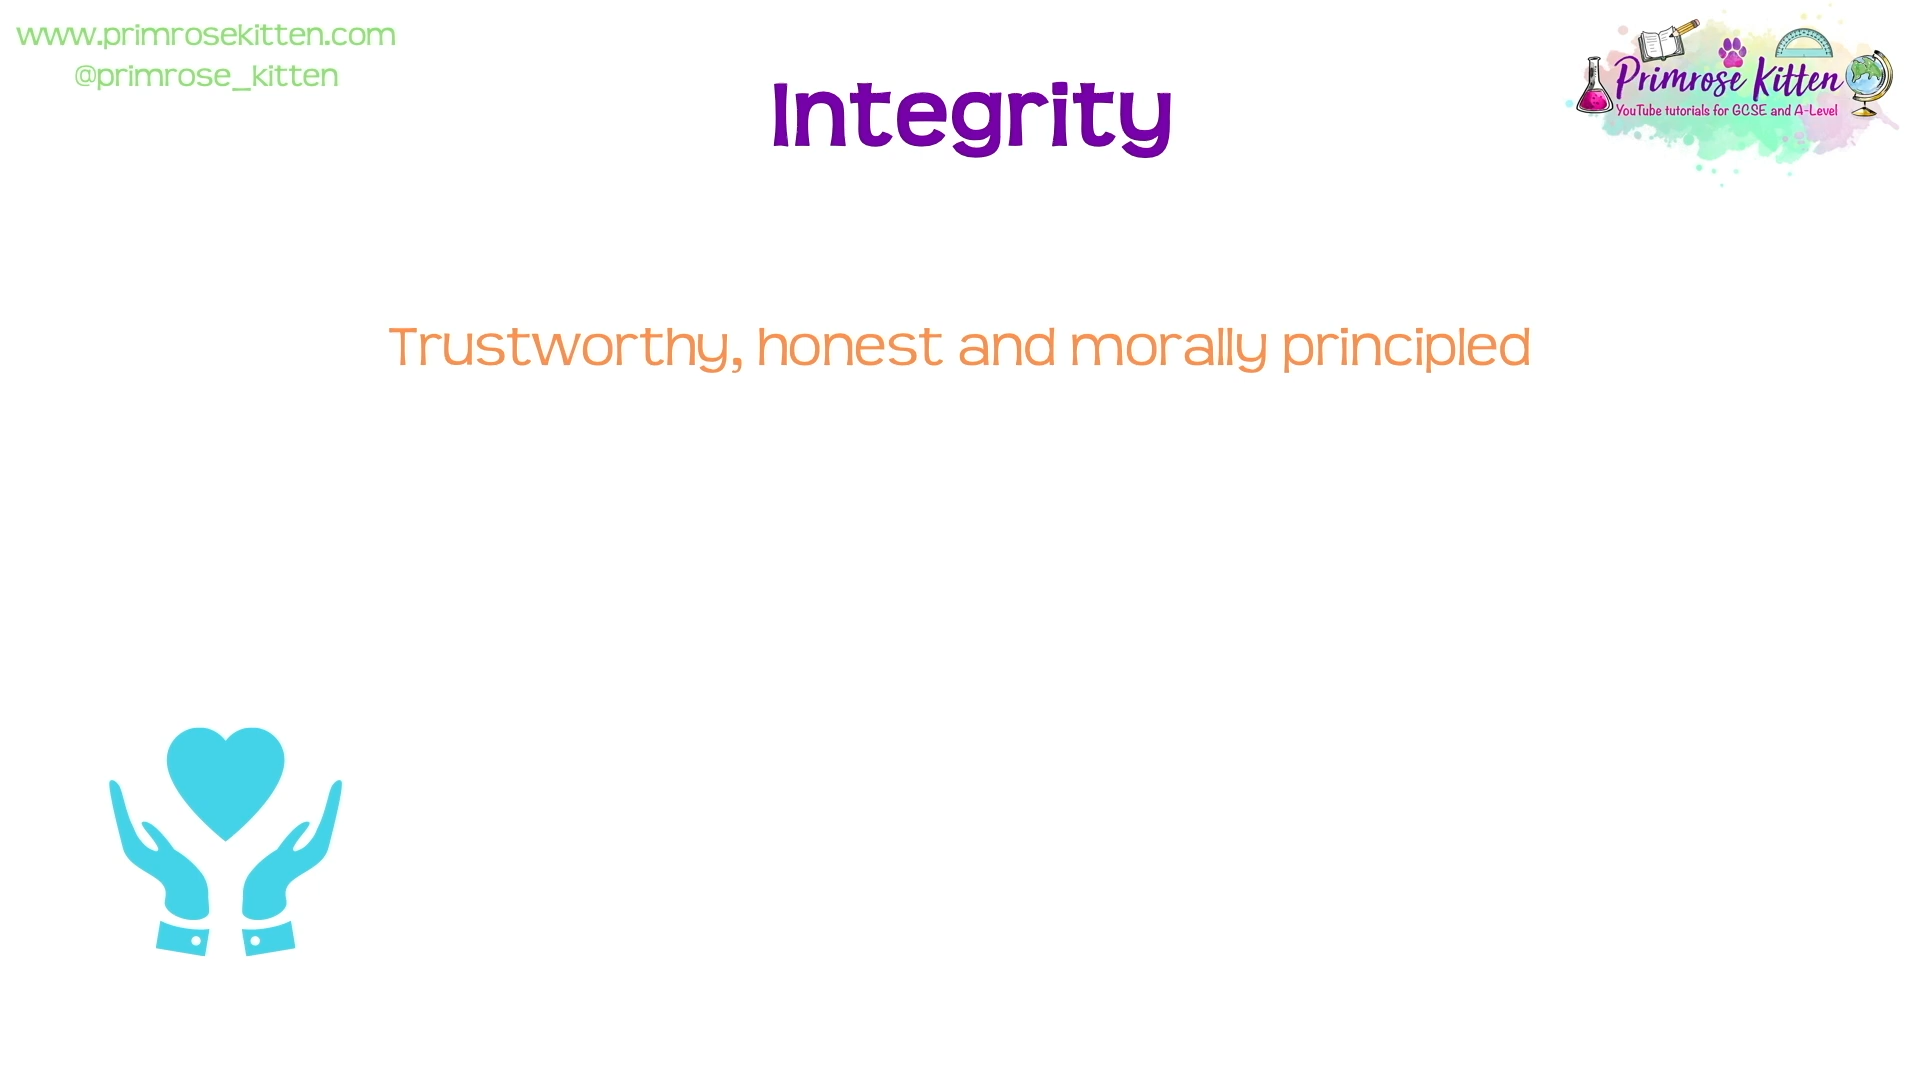 www.primrosekitten.com
@primrose_kitten
Integrity
Primrose Kitten
YouTube tutorials for GCSE and A-Level
Trustworthy, honest and morally principled